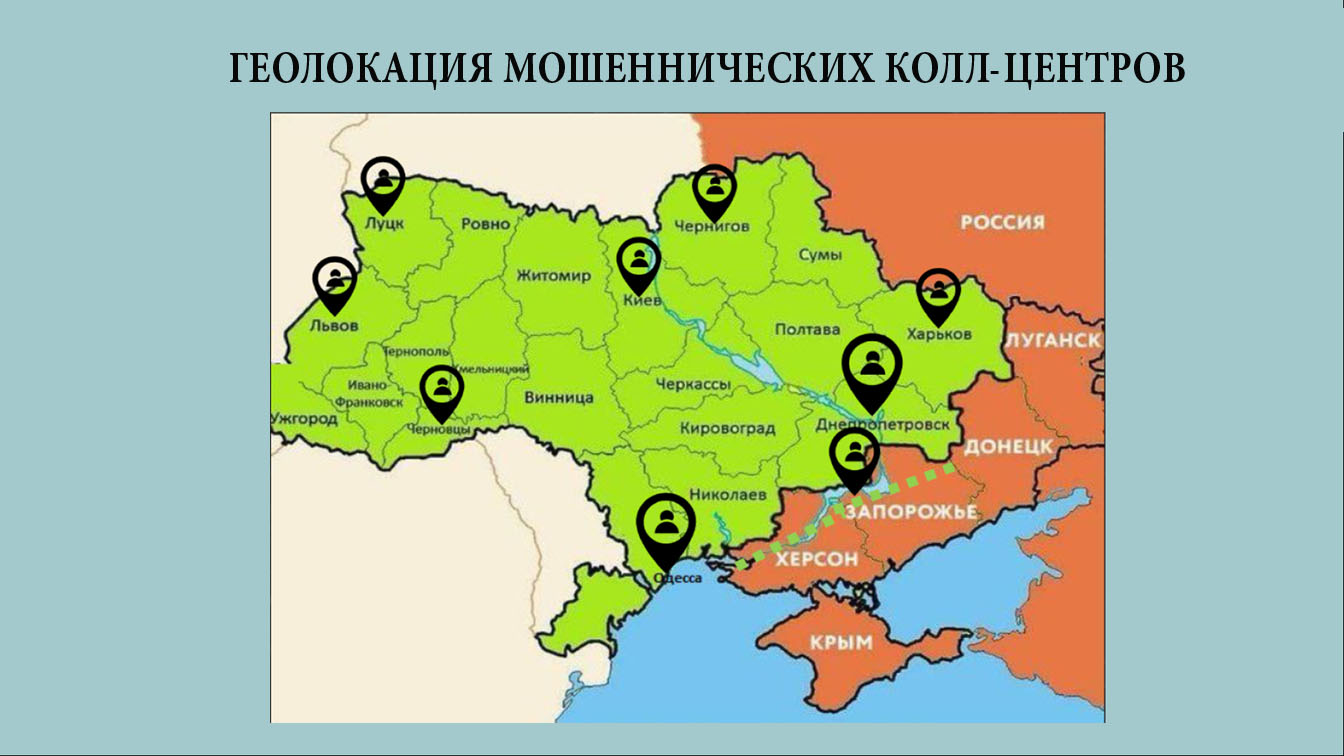 ГЕОЛОКАЦИЯ МОШЕННИЧЕСКИХ КОЛЛ-ЦЕНТРОВ
РОССИЯ
Луцк
Ровно
Чернигов
Сумы
Житомир
Киев
Львов
Полтава
Харьков
ЛУГАНСК
Тернополь
Хмельницкий
Ивано-
Франковск
Черкассы
Винница
Ужгород
Черновцы
Кировоград
Днепропетровск
ДОНЕЦК
Николаев
ЗАПОРОЖЬЕ
ХЕРСОН
Одесса
КРЫМ